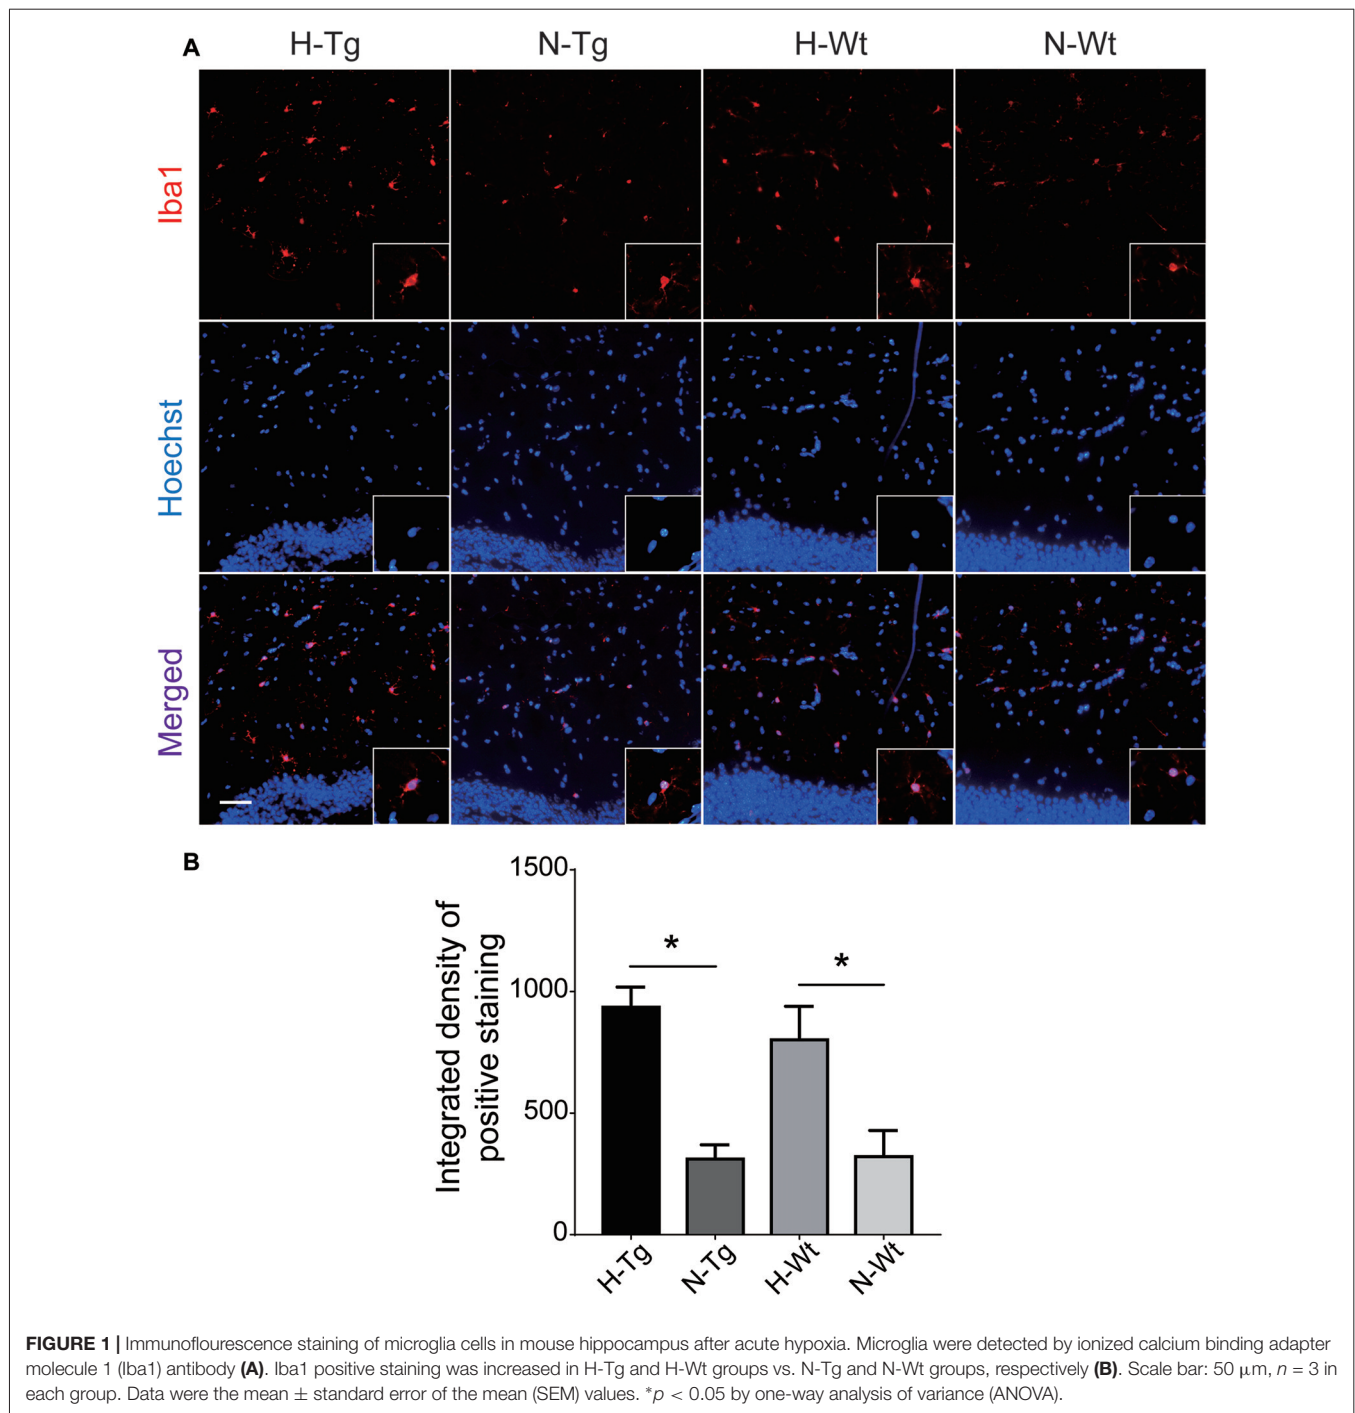 A
H-Tg N-Tg H-Wt N-Wt
Iba1
Hoechst
Merged
B
Integrated density of
positive staining
1500
1000
500
0
*
*
H-Tg N-Tg H-Wt N-Wt
FIGURE 1 | Immunoflourescence staining of microglia cells in mouse hippocampus after acute hypoxia. Microglia were detected by ionized calcium binding adapter
molecule 1 (Iba1) antibody (A). Iba1 positive staining was increased in H-Tg and H-Wt groups vs. N-Tg and N-Wt groups, respectively (B). Scale bar: 50 μm, n = 3 in
each group. Data were the mean ± standard error of the mean (SEM) values. *p < 0.05 by one-way analysis of variance (ANOVA).